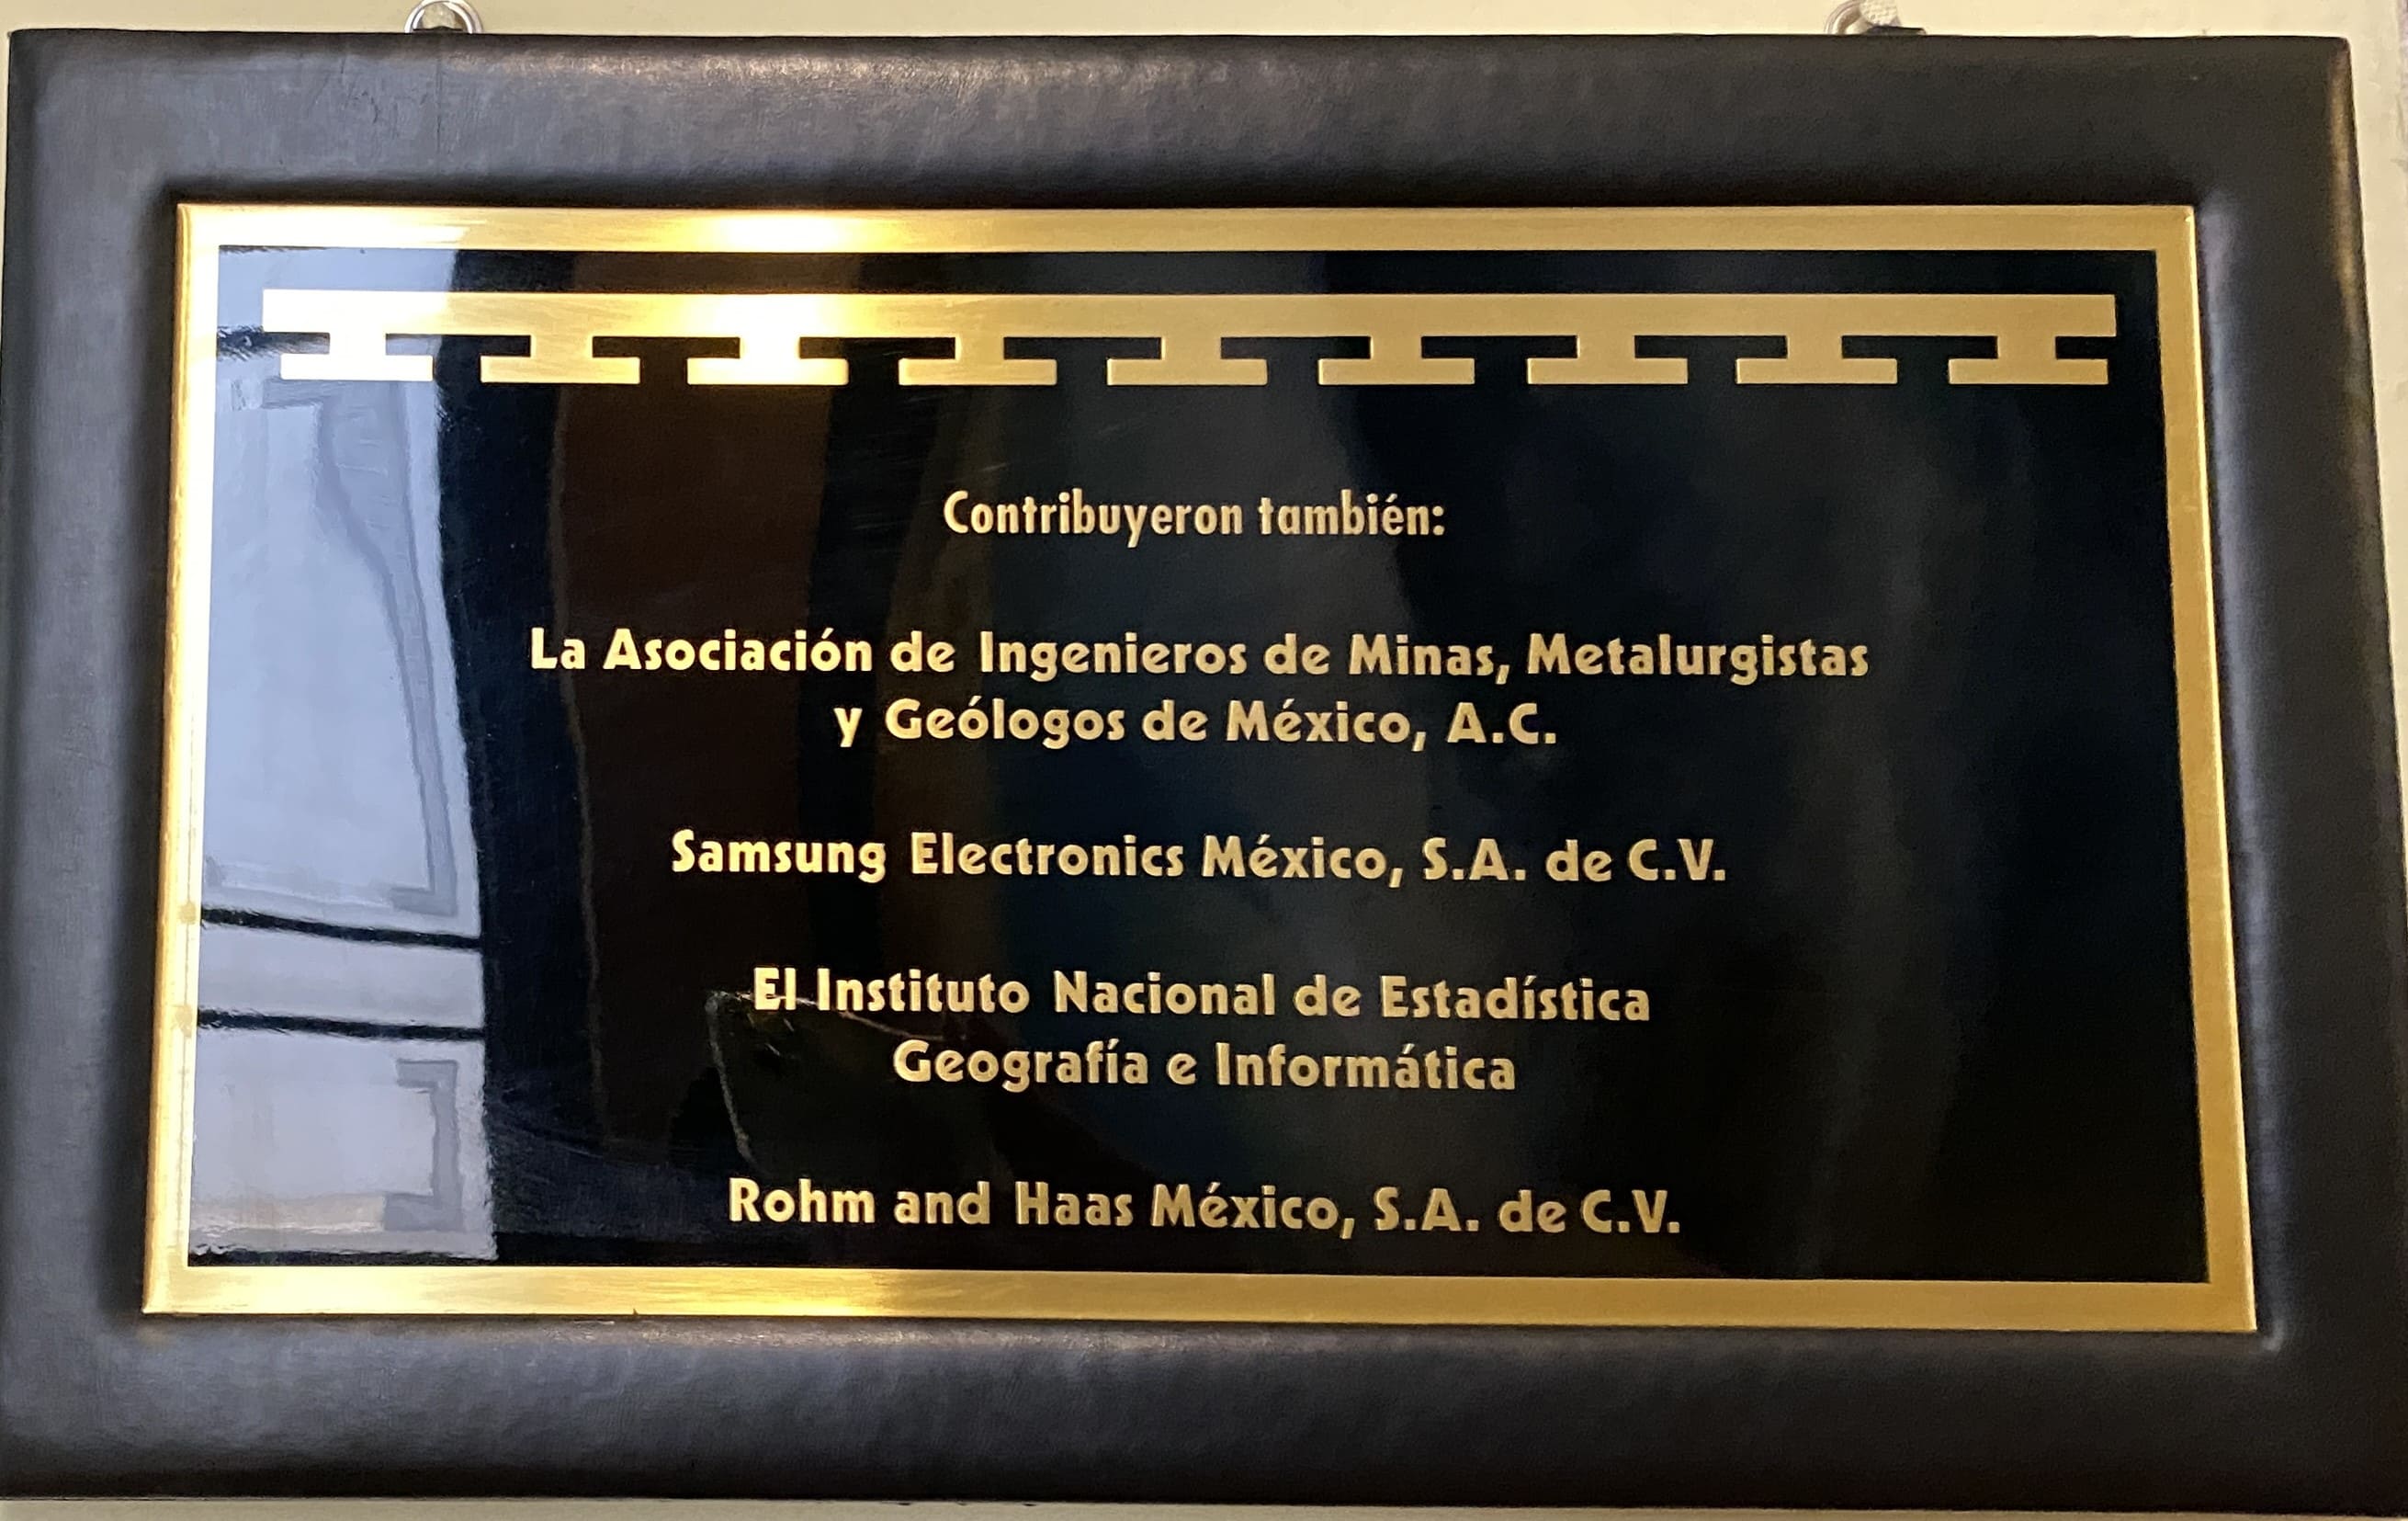 Contribuyeron también:
La Asociación de Ingenieros de Minas, Metalurgistas
y Geólogos de México, A.C.
Samsung Electronics México, S.A. de C.V.
El Instituto Nacional de Estadística
Geografía e Informática
Rohm and Haas México, S.A. de C.V.